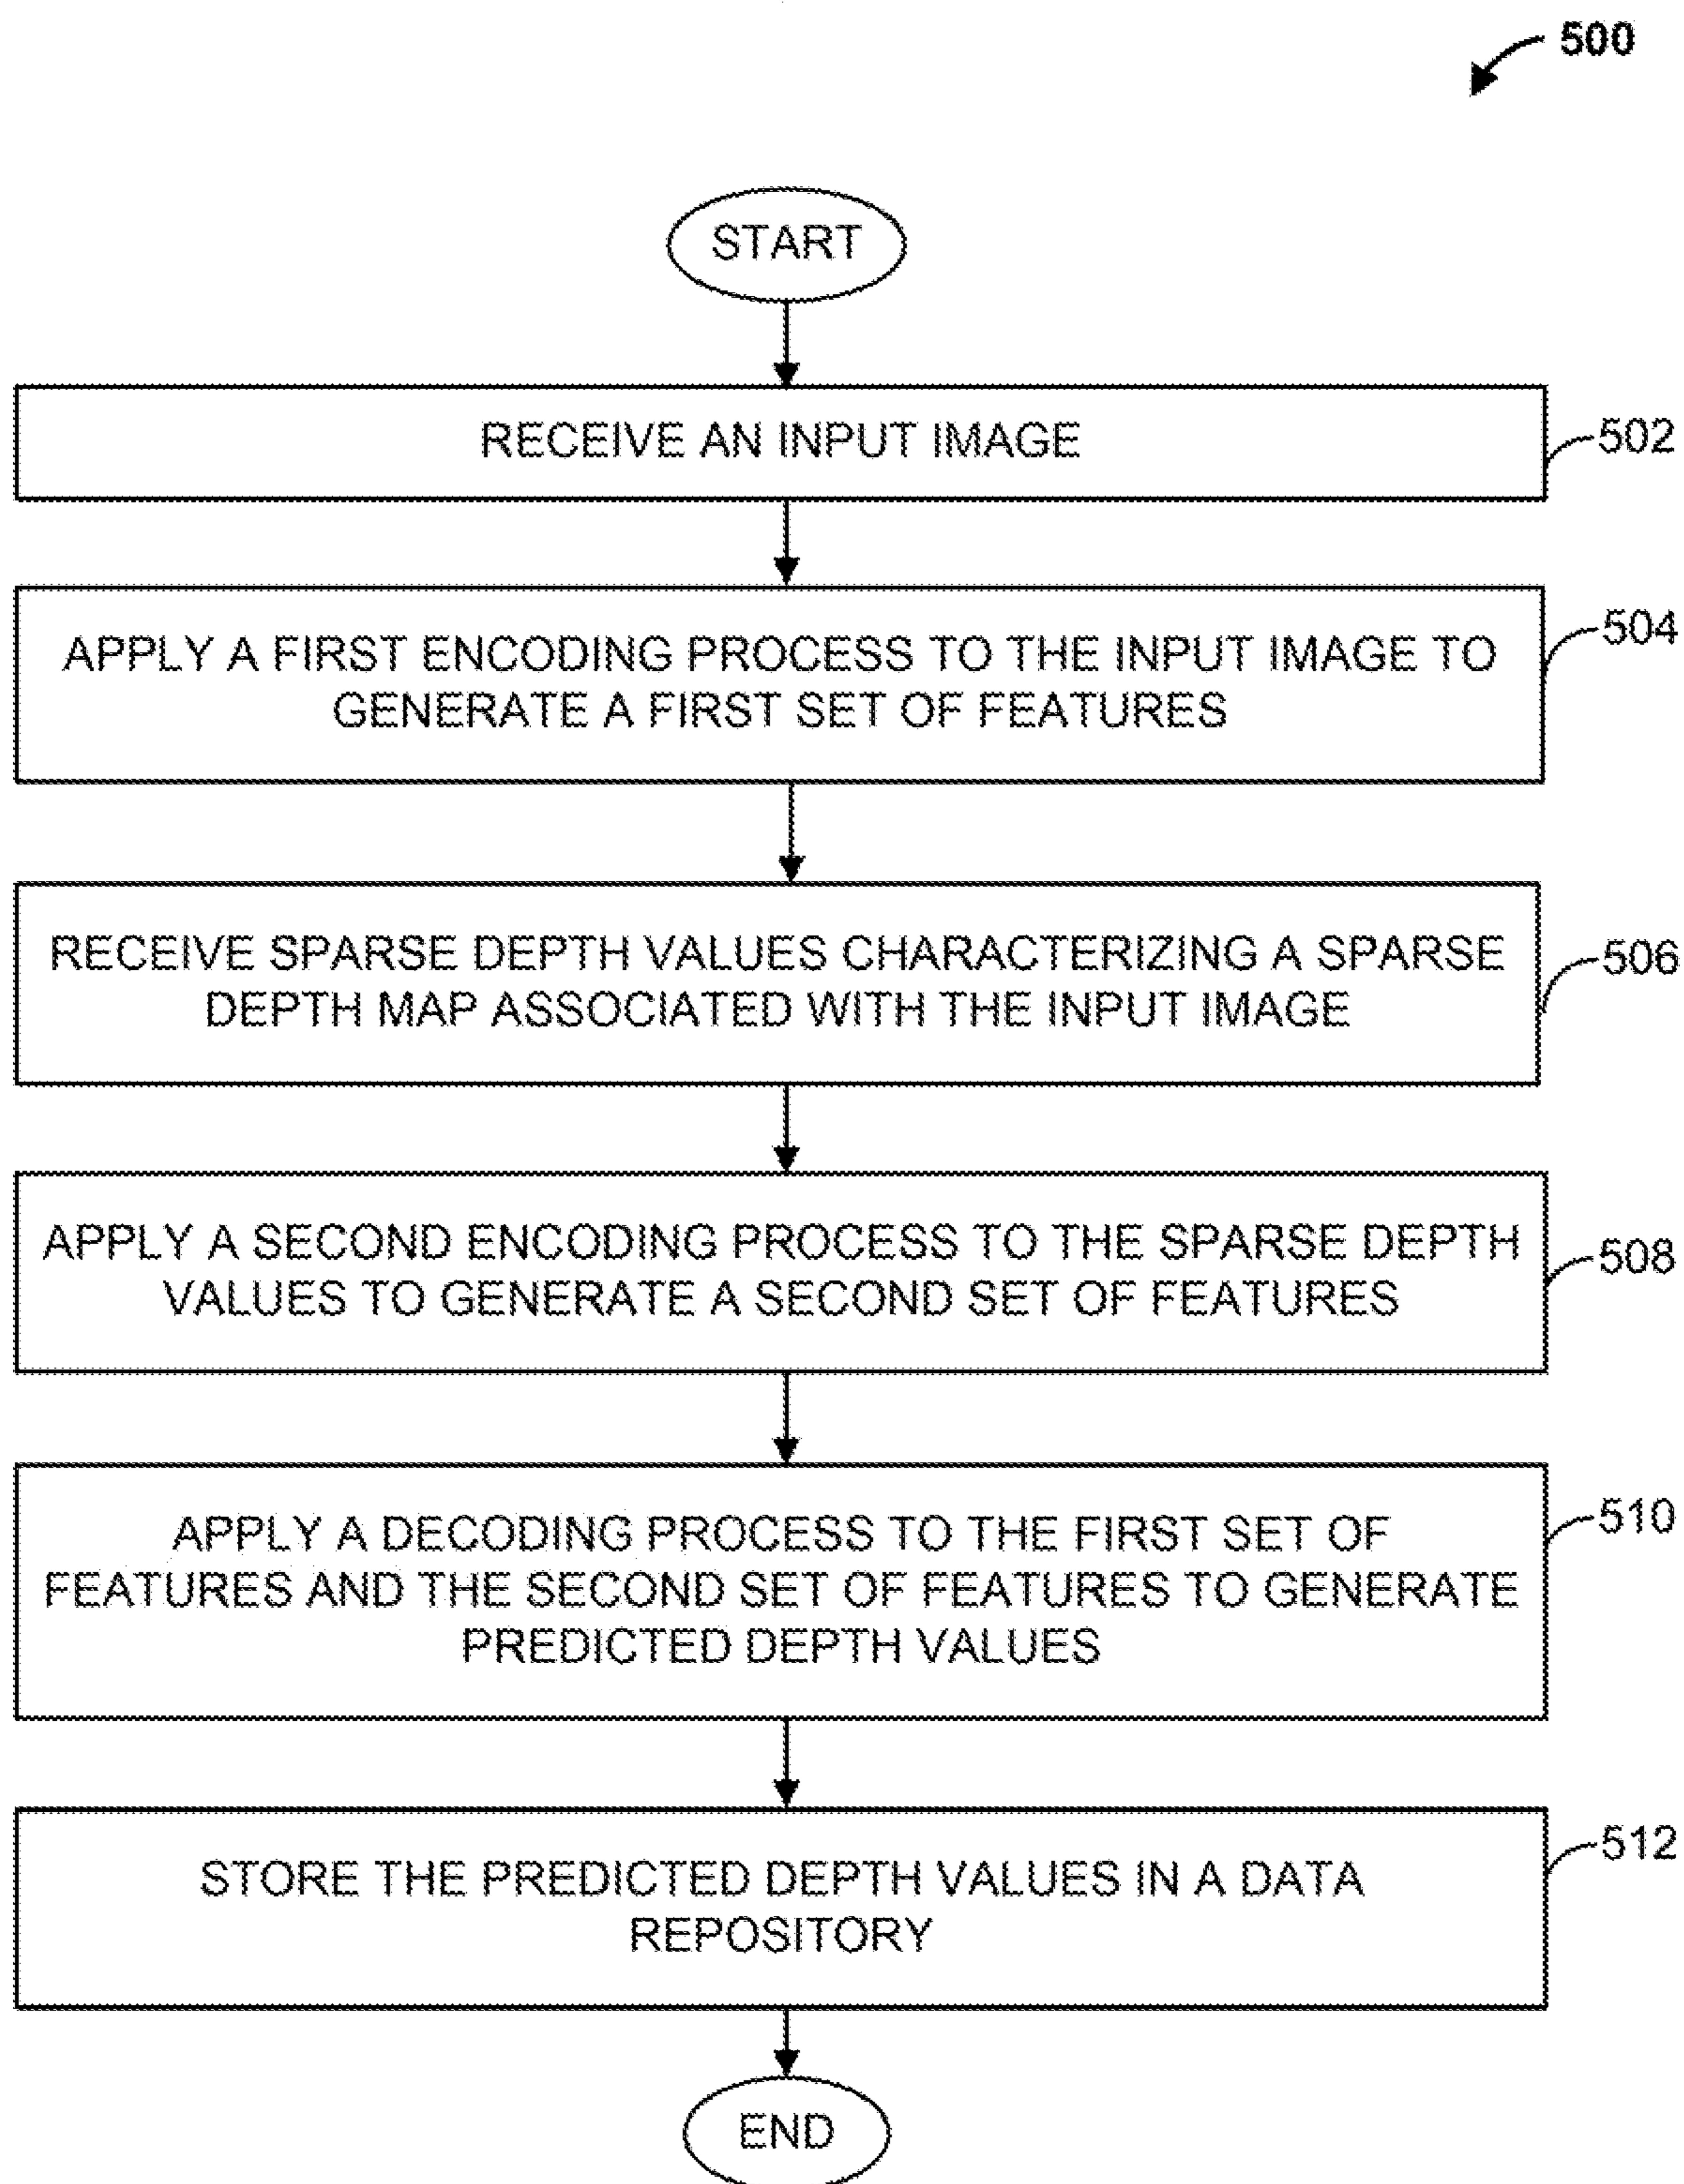 500
START
RECEIVE AN INPUT IMAGE
502
APPLY A FIRST ENCODING PROCESS TO THE INPUT IMAGE TO
GENERATE A FIRST SET OF FEATURES
504
RECEIVE SPARSE DEPTH VALUES CHARACTERIZING A SPARSE
DEPTH MAP ASSOCIATED WITH THE INPUT IMAGE
506
APPLY A SECOND ENCODING PROCESS TO THE SPARSE DEPTH
VALUES TO GENERATE A SECOND SET OF FEATURES
508
APPLY A DECODING PROCESS TO THE FIRST SET OF
FEATURES AND THE SECOND SET OF FEATURES TO GENERATE
PREDICTED DEPTH VALUES
510
STORE THE PREDICTED DEPTH VALUES IN A DATA
REPOSITORY
512
END